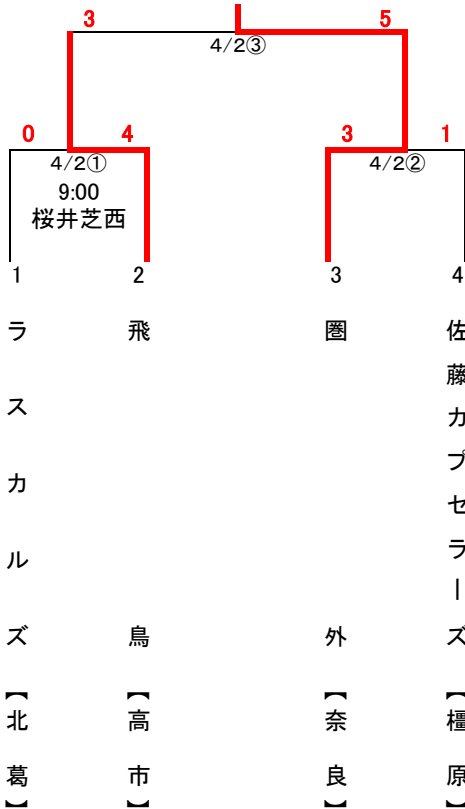 3 5
4/2③
0 4 3 1
4/2① 4/2②
9:00
桜井芝西
1 2 3 4
ラスカルズ【北葛】
飛鳥【高市】
圏外【奈良】
佐藤カプセラーズ【橿原】